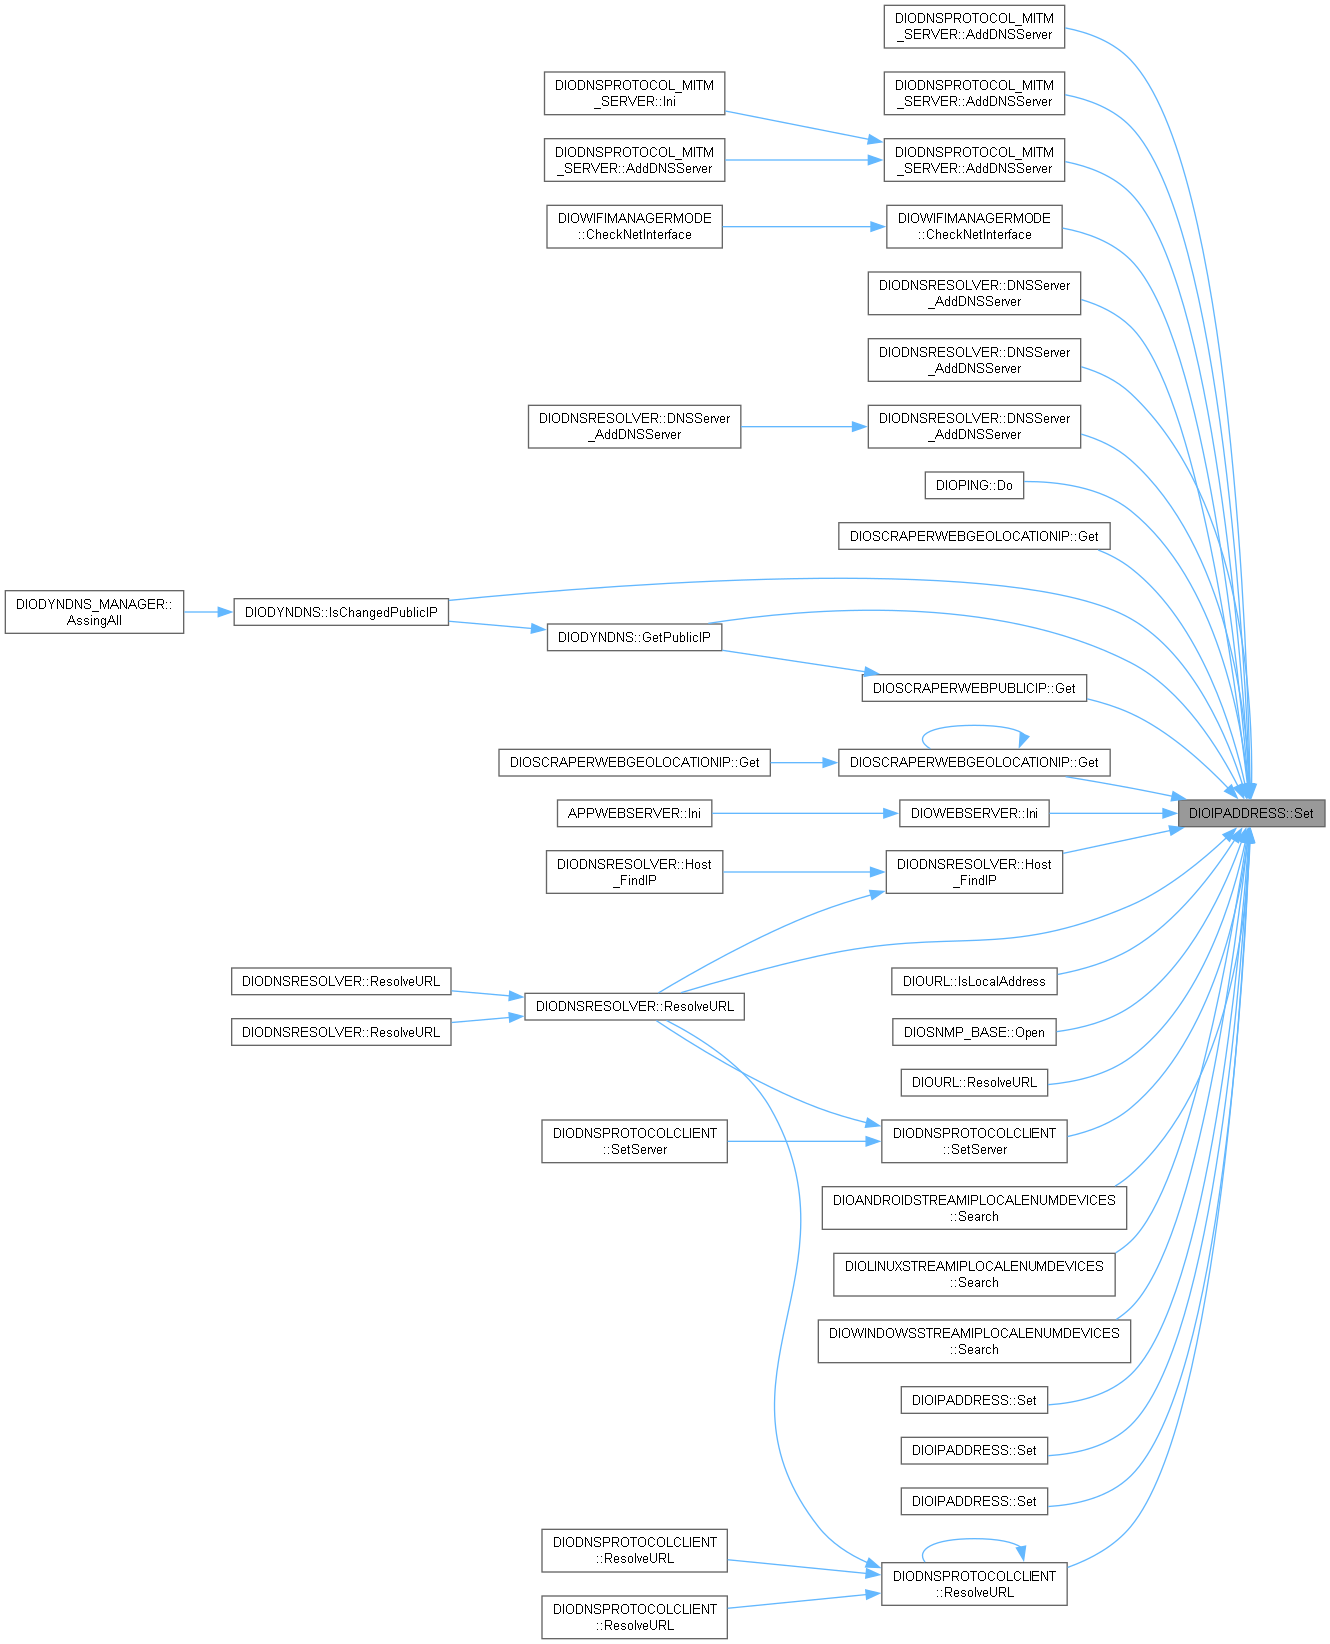 DIODNSPROTOCOL_MITM
_SERVER::AddDNSServer
DIODNSPROTOCOL_MITM
_SERVER::Ini
DIODNSPROTOCOL_MITM
_SERVER::AddDNSServer
DIODNSPROTOCOL_MITM
_SERVER::AddDNSServer
DIODNSPROTOCOL_MITM
_SERVER::AddDNSServer
DIOWIFIMANAGERMODE
::CheckNetInterface
DIOWIFIMANAGERMODE
::CheckNetInterface
DIODNSRESOLVER::DNSServer
_AddDNSServer
DIODNSRESOLVER::DNSServer
_AddDNSServer
DIODNSRESOLVER::DNSServer
_AddDNSServer
DIODNSRESOLVER::DNSServer
_AddDNSServer
DIOPING::Do
DIOSCRAPERWEBGEOLOCATIONIP::Get
DIODYNDNS_MANAGER::
AssingAll
DIODYNDNS::IsChangedPublicIP
DIODYNDNS::GetPublicIP
DIOSCRAPERWEBPUBLICIP::Get
DIOSCRAPERWEBGEOLOCATIONIP::Get
DIOSCRAPERWEBGEOLOCATIONIP::Get
APPWEBSERVER::Ini
DIOWEBSERVER::Ini
DIOIPADDRESS::Set
DIODNSRESOLVER::Host
_FindIP
DIODNSRESOLVER::Host
_FindIP
DIODNSRESOLVER::ResolveURL
DIODNSRESOLVER::ResolveURL
DIODNSRESOLVER::ResolveURL
DIOURL::IsLocalAddress
DIOSNMP_BASE::Open
DIOURL::ResolveURL
DIODNSPROTOCOLCLIENT
::SetServer
DIODNSPROTOCOLCLIENT
::SetServer
DIOANDROIDSTREAMIPLOCALENUMDEVICES
::Search
DIOLINUXSTREAMIPLOCALENUMDEVICES
::Search
DIOWINDOWSSTREAMIPLOCALENUMDEVICES
::Search
DIOIPADDRESS::Set
DIOIPADDRESS::Set
DIOIPADDRESS::Set
DIODNSPROTOCOLCLIENT
::ResolveURL
DIODNSPROTOCOLCLIENT
::ResolveURL
DIODNSPROTOCOLCLIENT
::ResolveURL